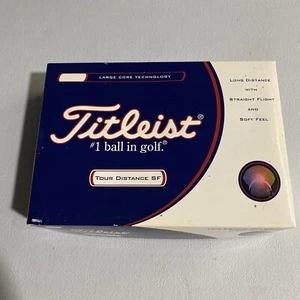 LARGE CORE TECHNOLOGY
Titleist®
#1 ball in golf.®
TOUR DISTANCE SF
LONG DISTANCE
WITH
STRAIGHT FLIGHT
AND
SOFT FEEL